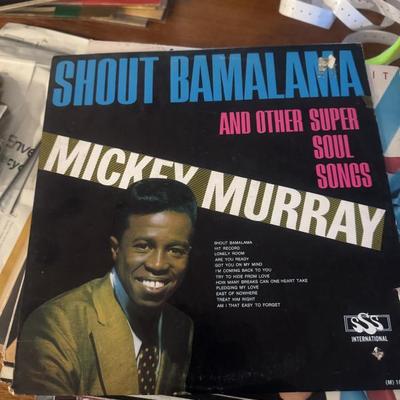 SHOUT BAMALAMA
AND OTHER SUPER
SOUL
SONGS
MICKEY MURRAY
SHOUT BAMALAMA
HIT RECORD
LONELY ROOM
ARE YOU READY
GOT YOU ON MY MIND
I'M COMING BACK TO YOU
TRY TO HIDE FROM LOVE
HOW MANY BREAKS CAN ONE HEART TAKE
PLEDGING MY LOVE
EAST OF NOWHERE
TREAT HIM RIGHT
AM I THAT EASY TO FORGET
SSS
INTERNATIONAL